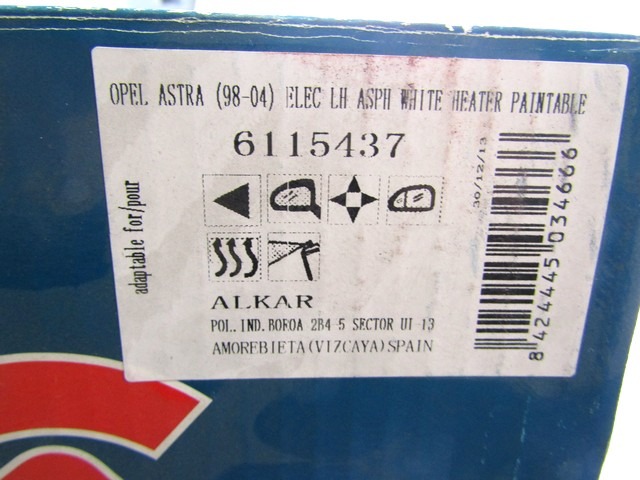 OPEL ASTRA (98-04) ELEC LH ASPH WHITE HEATER PAINTABLE
6115437
adaptable for/pour
30/12/13
8 424445 034666
ALKAR
POL. IND. BOROA 2B4-5 SECTOR UI-13
AMOREBIETA(VIZCAYA)SPAIN